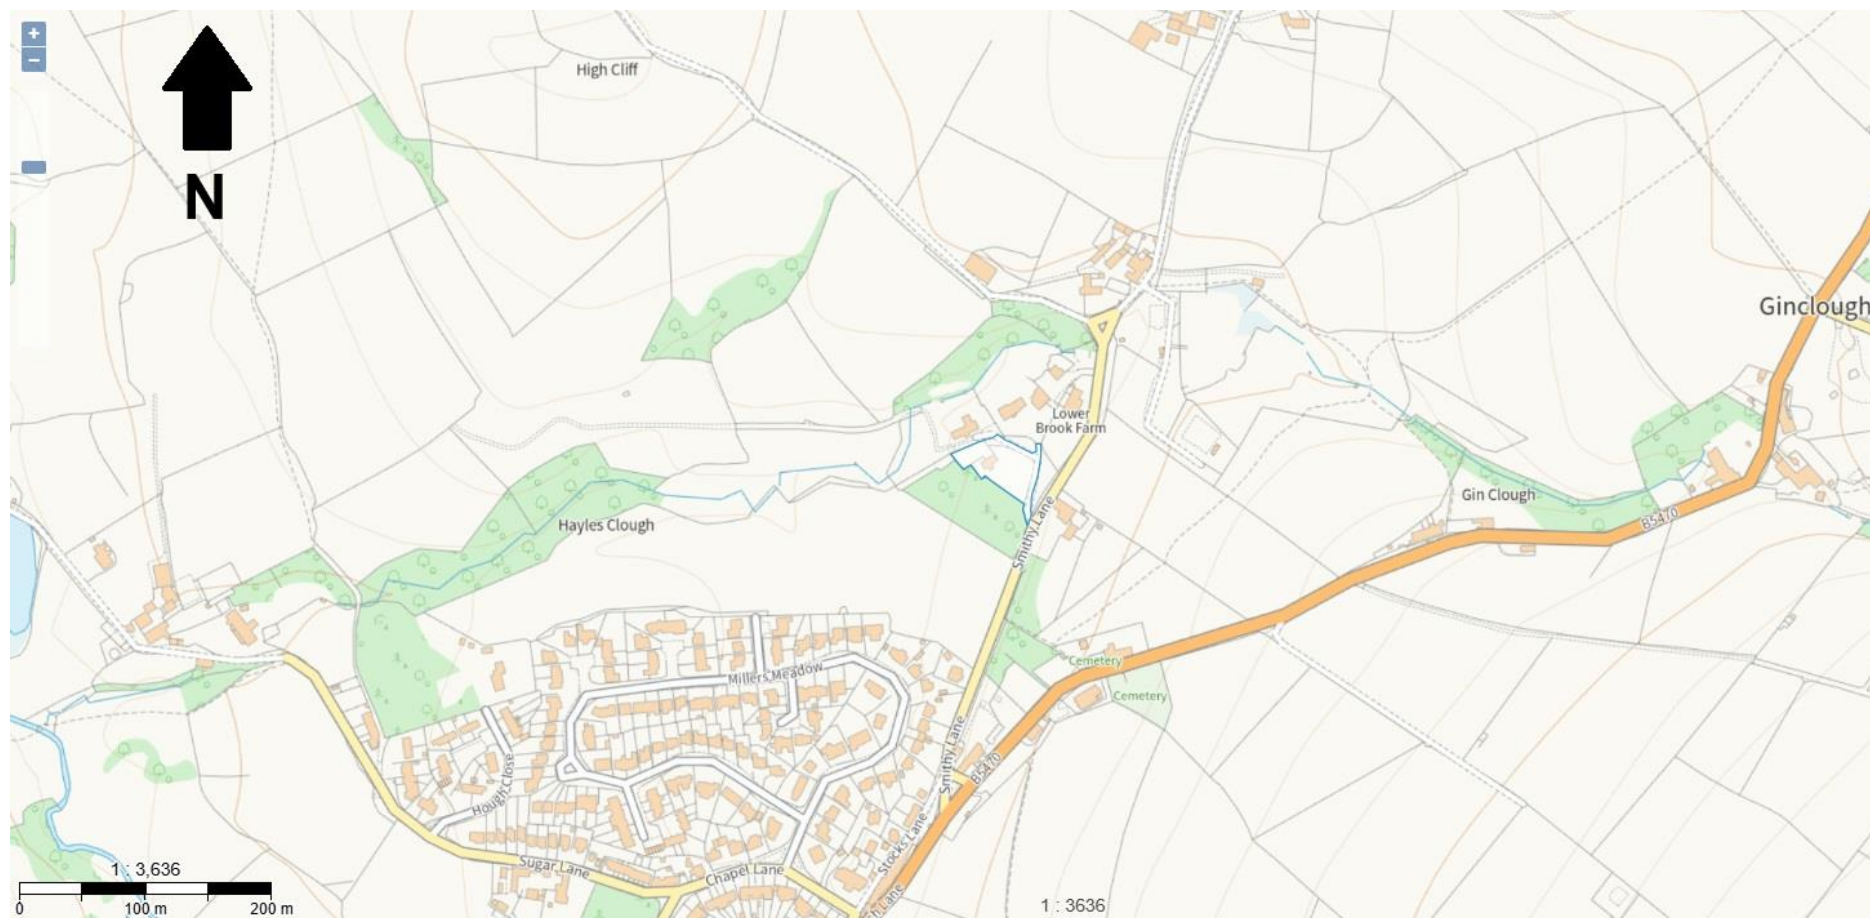 +
−
N
High Cliff
Ginclough
Lower
Brook Farm
Gin Clough
B5470
Hayles Clough
Smithy Lane
Cemetery
Cemetery
Millers Meadow
Smithy Lane
B5470
Hough Close
Stocks Lane
Sugar Lane
Chapel Lane
Lane
1 : 3,636
0 100 m 200 m
1 : 3636